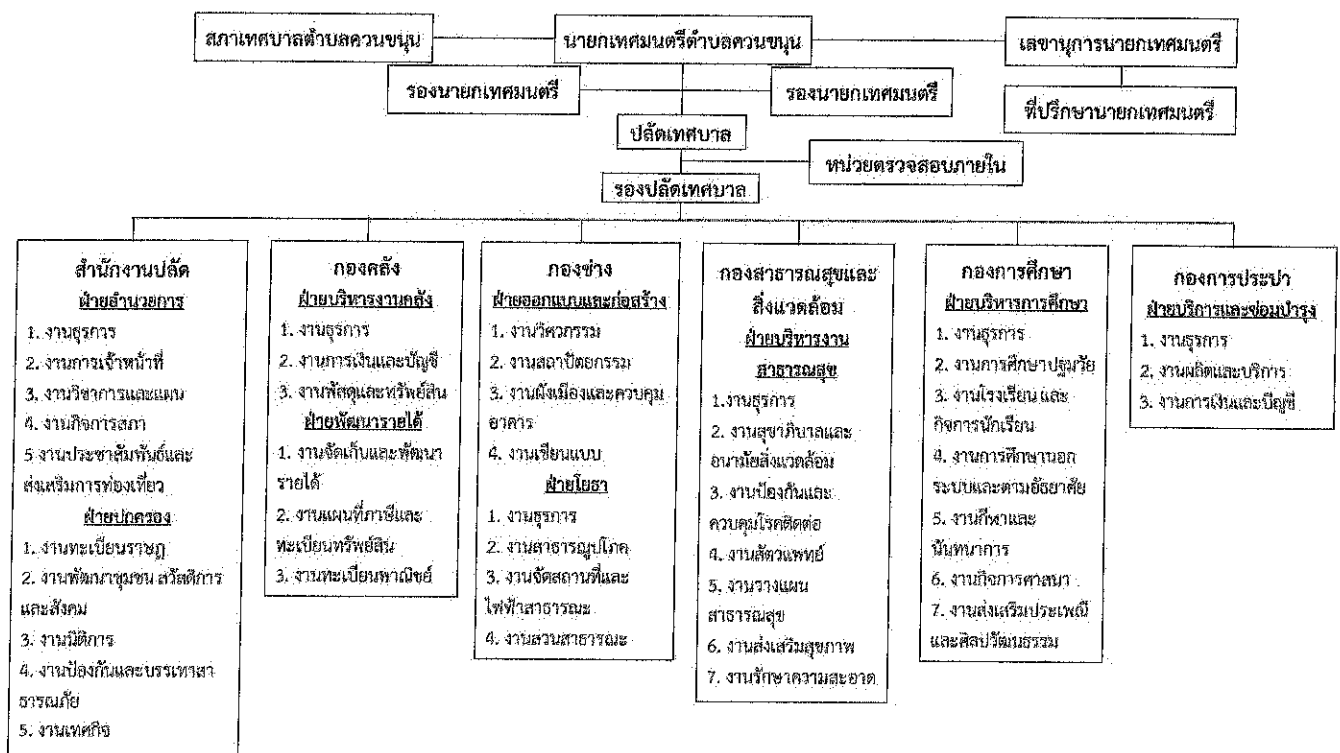 สภาเทศบาลตำบลควนขนุน
นายกเทศมนตรีตำบลควนขนุน
เลขานุการนายกเทศมนตรี
รองนายกเทศมนตรี
รองนายกเทศมนตรี
ที่ปรึกษานายกเทศมนตรี
ปลัดเทศบาล
หน่วยตรวจสอบภายใน
รองปลัดเทศบาล
สำนักงานปลัด
ฝ่ายอำนวยการ
1. งานธุรการ
2. งานการเจ้าหน้าที่
3. งานวิชาการและแผน
4. งานกิจการสภา
5 งานประชาสัมพันธ์และ
ส่งเสริมการท่องเที่ยว
ฝ่ายปกครอง
1. งานทะเบียนราษฎ
2. งานพัฒนาชุมชน สวัสดิการ
และสังคม
3. งานนิติการ
4. งานป้องกันและบรรเทาสา
ธารณภัย
5. งานเทศกิจ
กองคลัง
ฝ่ายบริหารงานคลัง
1. งานธุรการ
2. งานการเงินและบัญชี
3. งานพัสดุและทรัพย์สิน
ฝ่ายพัฒนารายได้
1. งานจัดเก็บและพัฒนา
รายได้
2. งานแผนที่ภาษีและ
ทะเบียนทรัพย์สิน
3. งานทะเบียนพาณิชย์
กองช่าง
ฝ่ายออกแบบและก่อสร้าง
1. งานวิศวกรรม
2. งานสถาปัตยกรรม
3. งานผังเมืองและควบคุม
อาคาร
4. งานเขียนแบบ
ฝ่ายโยธา
1. งานธุรการ
2. งานสาธารณูปโภค
3. งานจัดสถานที่และ
ไฟฟ้าสาธารณะ
4. งานสวนสาธารณะ
กองสาธารณสุขและ
สิ่งแวดล้อม
ฝ่ายบริหารงาน
สาธารณสุข
1.งานธุรการ
2. งานสุขาภิบาลและ
อนามัยสิ่งแวดล้อม
3. งานป้องกันและ
ควบคุมโรคติดต่อ
4. งานสัตวแพทย์
5. งานวางแผน
สาธารณสุข
6. งานส่งเสริมสุขภาพ
7. งานรักษาความสะอาด
กองการศึกษา
ฝ่ายบริหารการศึกษา
1. งานธุรการ
2. งานการศึกษาปฐมวัย
3. งานโรงเรียน และ
กิจการนักเรียน
4. งานการศึกษานอก
ระบบและตามอัธยาศัย
5. งานกีฬาและ
นันทนาการ
6. งานกิจการศาสนา
7. งานส่งเสริมประเพณี
และศิลปวัฒนธรรม
กองการประปา
ฝ่ายบริการและซ่อมบำรุง
1. งานธุรการ
2. งานผลิตและบริการ
3. งานการเงินและบัญชี